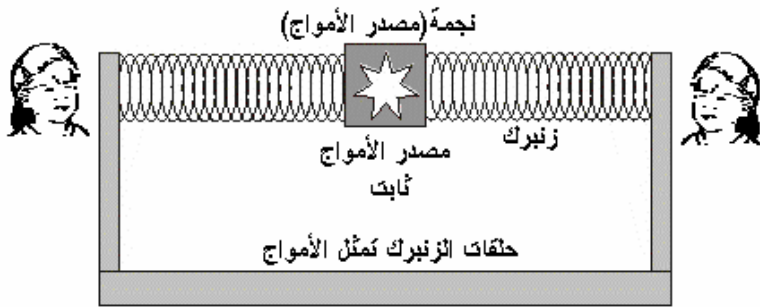 نجمة(مصدر الأمواج)
زنبرك
مصدر الأمواج
ثابت
حلقات الزنبرك تمثل الأمواج